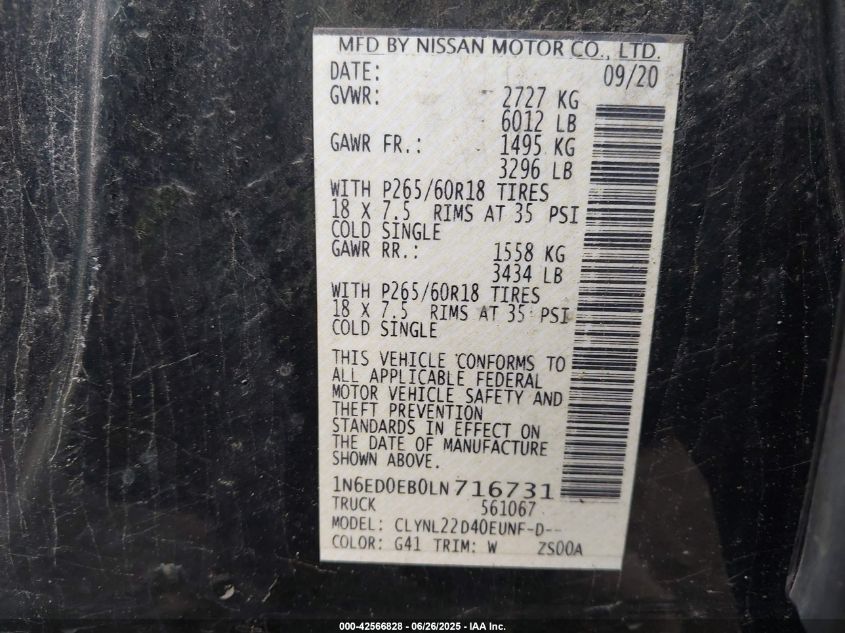 MFD BY NISSAN MOTOR CO., LTD.
DATE: 09/20
GVWR: 2727 KG
6012 LB
GAWR FR.: 1495 KG
3296 LB
WITH P265/60R18 TIRES
18 X 7.5 RIMS AT 35 PSI
COLD SINGLE
GAWR RR.: 1558 KG
3434 LB
WITH P265/60R18 TIRES
18 X 7.5 RIMS AT 35 PSI
COLD SINGLE
THIS VEHICLE CONFORMS TO
ALL APPLICABLE FEDERAL
MOTOR VEHICLE SAFETY AND
THEFT PREVENTION
STANDARDS IN EFFECT ON
THE DATE OF MANUFACTURE
SHOWN ABOVE.
1N6ED0EB0LN716731
TRUCK 561067
MODEL: CLYNL22D40EUNF-D--
COLOR: G41 TRIM: W ZS00A
000-42566828 - 06/26/2025 - IAA Inc.